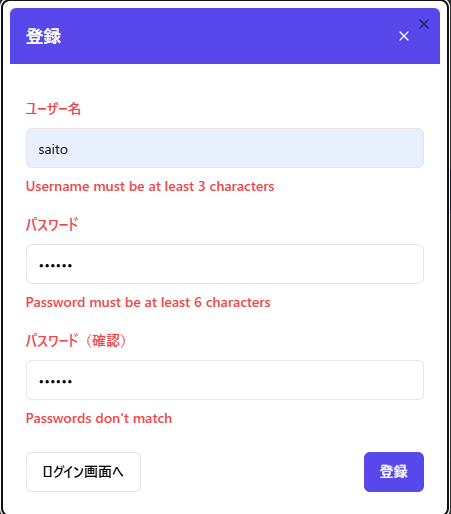 登録
ユーザー名
saito
Username must be at least 3 characters
パスワード
••••••
Password must be at least 6 characters
パスワード（確認）
••••••
Passwords don't match
ログイン画面へ
登録